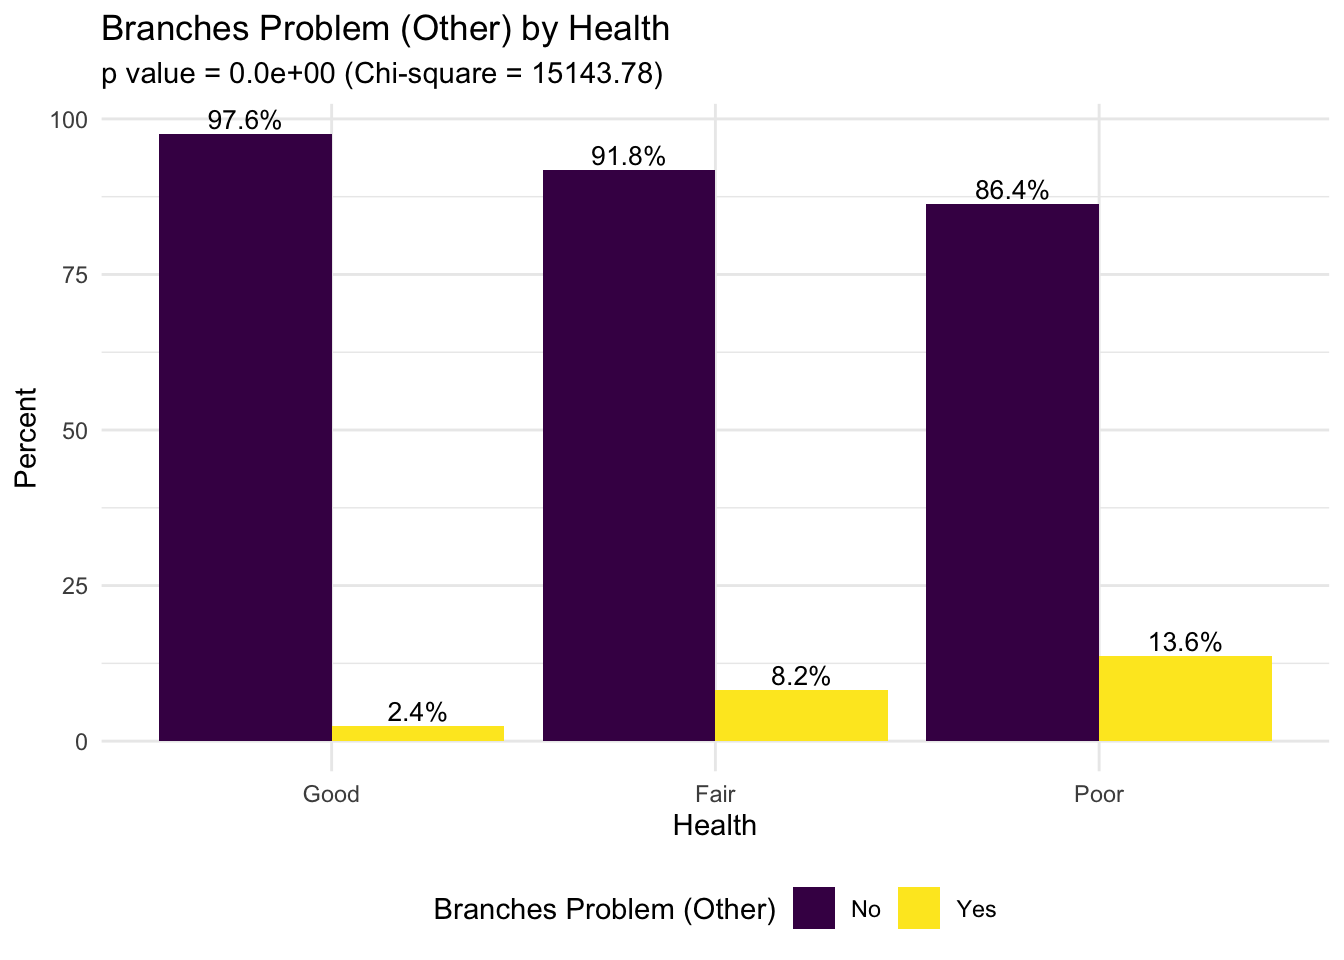 Branches Problem (Other) by Health
p value = 0.0e+00 (Chi-square = 15143.78)
Percent
100
75
50
25
0
97.6%
2.4%
91.8%
8.2%
86.4%
13.6%
Good
Fair
Poor
Health
Branches Problem (Other)
No
Yes